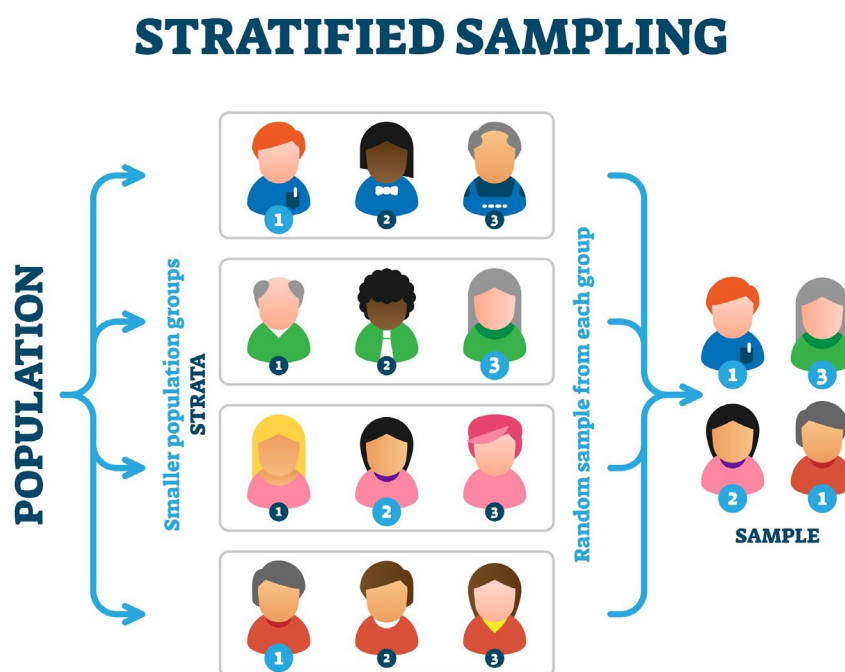 STRATIFIED SAMPLING
POPULATION
Smaller population groups
STRATA
1 2 3
1 2 3
1 2 3
1 2 3
Random sample from each group
1 3
2 1
SAMPLE